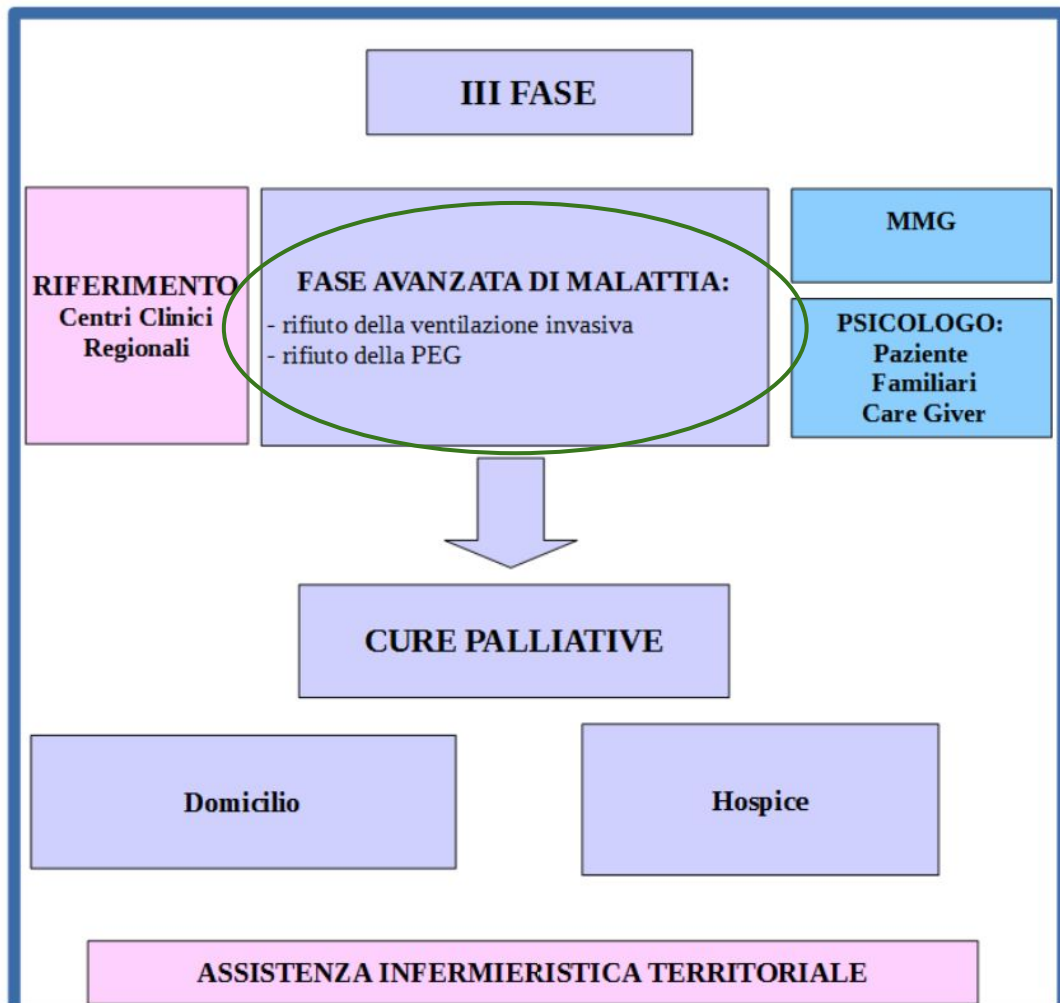 III FASE
RIFERIMENTO
Centri Clinici
Regionali
FASE AVANZATA DI MALATTIA:
- rifiuto della ventilazione invasiva
- rifiuto della PEG
MMG
PSICOLOGO:
Paziente
Familiari
Care Giver
CURE PALLIATIVE
Domicilio
Hospice
ASSISTENZA INFERMIERISTICA TERRITORIALE